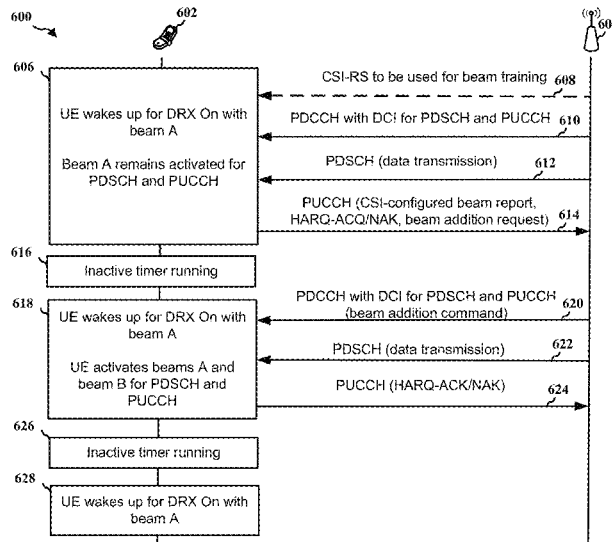 600
602
60
606
UE wakes up for DRX On with
beam A
Beam A remains activated for
PDSCH and PUCCH
CSI-RS to be used for beam training
608
PDCCH with DCI for PDSCH and PUCCH
610
PDSCH (data transmission)
612
PUCCH (CSI-configured beam report,
HARQ-ACQ/NAK, beam addition request)
614
616
Inactive timer running
618
UE wakes up for DRX On with
beam A
UE activates beams A and
beam B for PDSCH and
PUCCH
PDCCH with DCI for PDSCH and PUCCH
(beam addition command)
620
PDSCH (data transmission)
622
PUCCH (HARQ-ACK/NAK)
624
626
Inactive timer running
628
UE wakes up for DRX On with
beam A